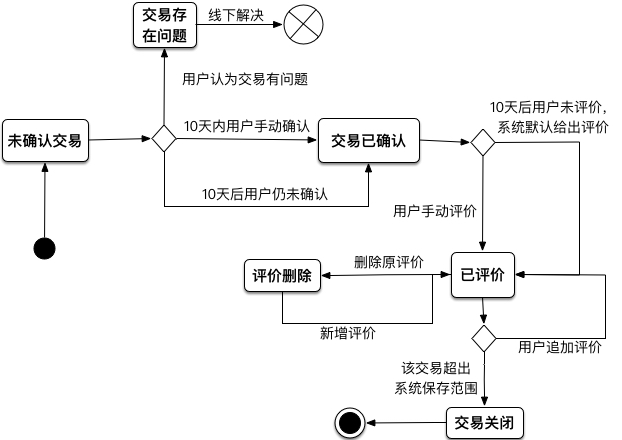 交易存
在问题
线下解决
用户认为交易有问题
10天后用户未评价，
系统默认给出评价
未确认交易
10天内用户手动确认
交易已确认
10天后用户仍未确认
用户手动评价
删除原评价
评价删除
已评价
新增评价
用户追加评价
该交易超出
系统保存范围
交易关闭